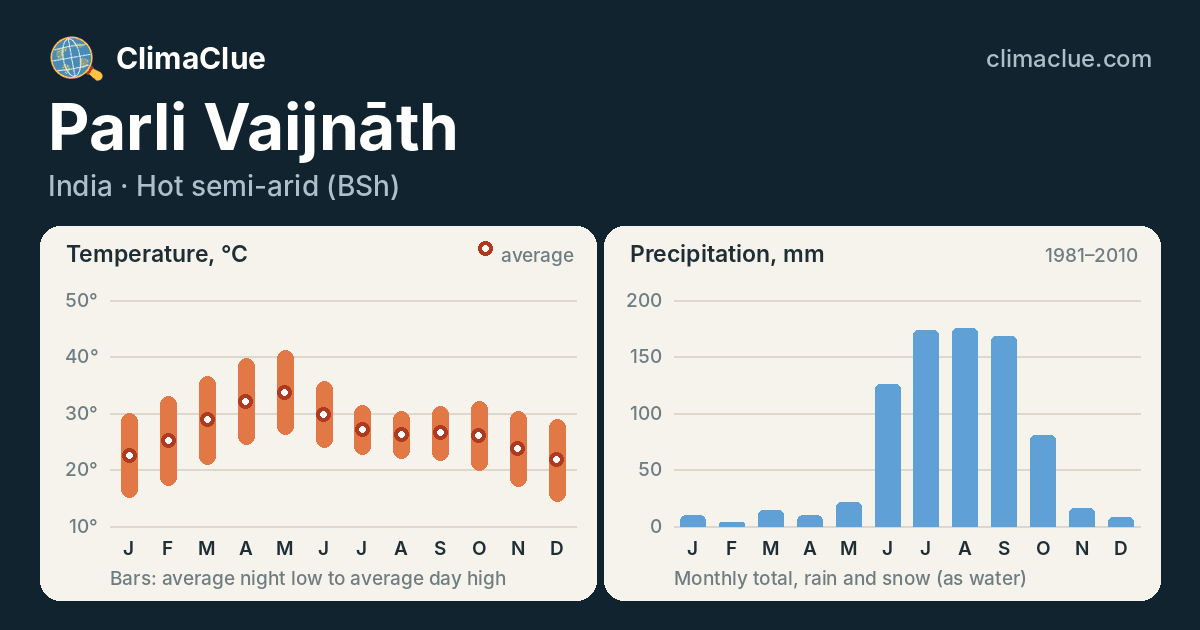 ClimaClue
climaclue.com
Parli Vaijnāth
India · Hot semi-arid (BSh)
Temperature, °C
average
50°
40°
30°
20°
10°
J F M A M J J A S O N D
Bars: average night low to average day high
Precipitation, mm
1981–2010
200
150
100
50
0
J F M A M J J A S O N D
Monthly total, rain and snow (as water)